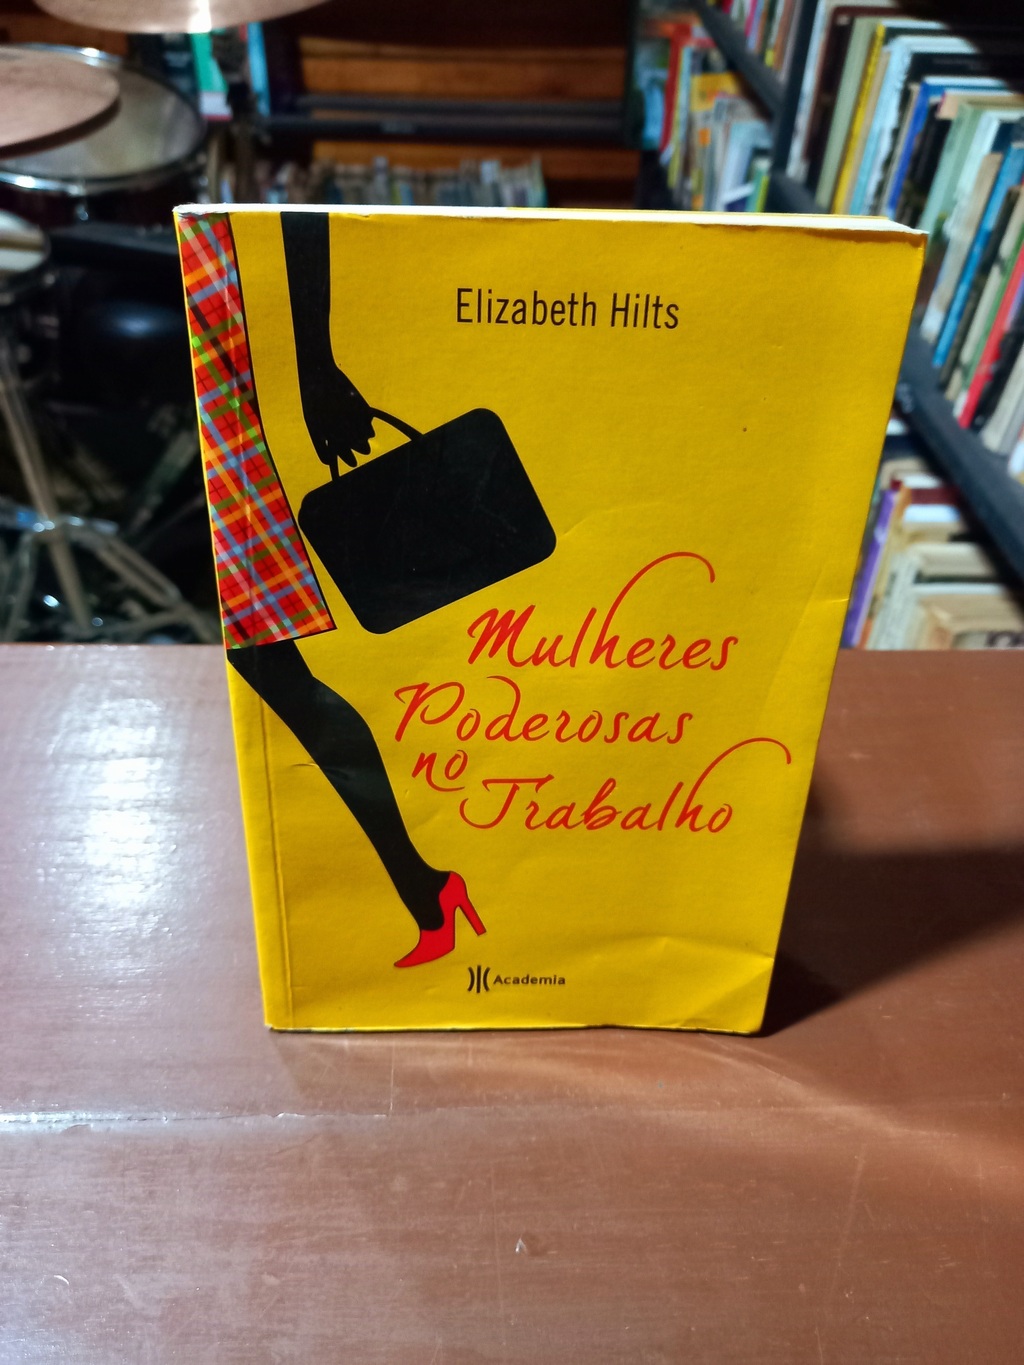 Elizabeth Hilts
Mulheres
Poderosas
no
Trabalho
Academia